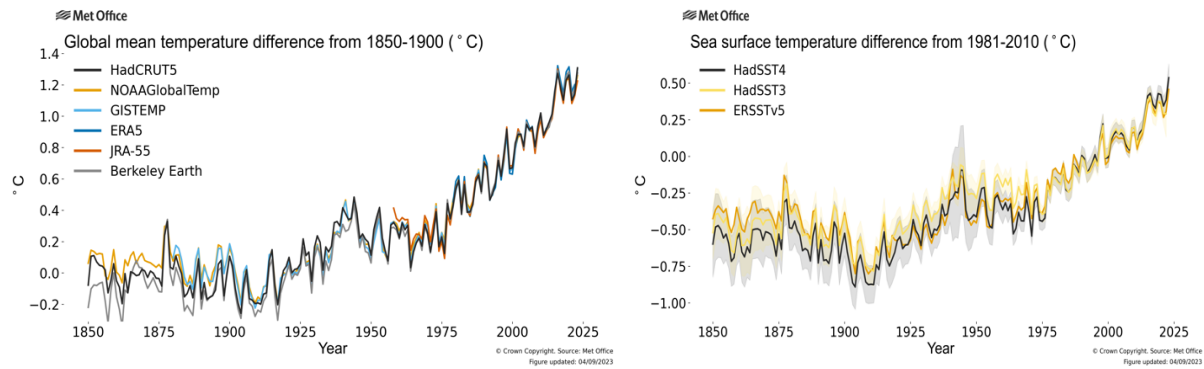 Met Office
Global mean temperature difference from 1850-1900 (°C)
1.4
1.2
1.0
0.8
0.6
0.4
0.2
0.0
−0.2
°C
HadCRUT5
NOAAGlobalTemp
GISTEMP
ERA5
JRA-55
Berkeley Earth
1850 1875 1900 1925 1950 1975 2000 2025
Year
© Crown Copyright. Source: Met Office
Figure updated: 04/09/2023
Met Office
Sea surface temperature difference from 1981-2010 (°C)
0.50
0.25
0.00
−0.25
−0.50
−0.75
−1.00
°C
HadSST4
HadSST3
ERSSTv5
1850 1875 1900 1925 1950 1975 2000 2025
Year
© Crown Copyright. Source: Met Office
Figure updated: 04/09/2023